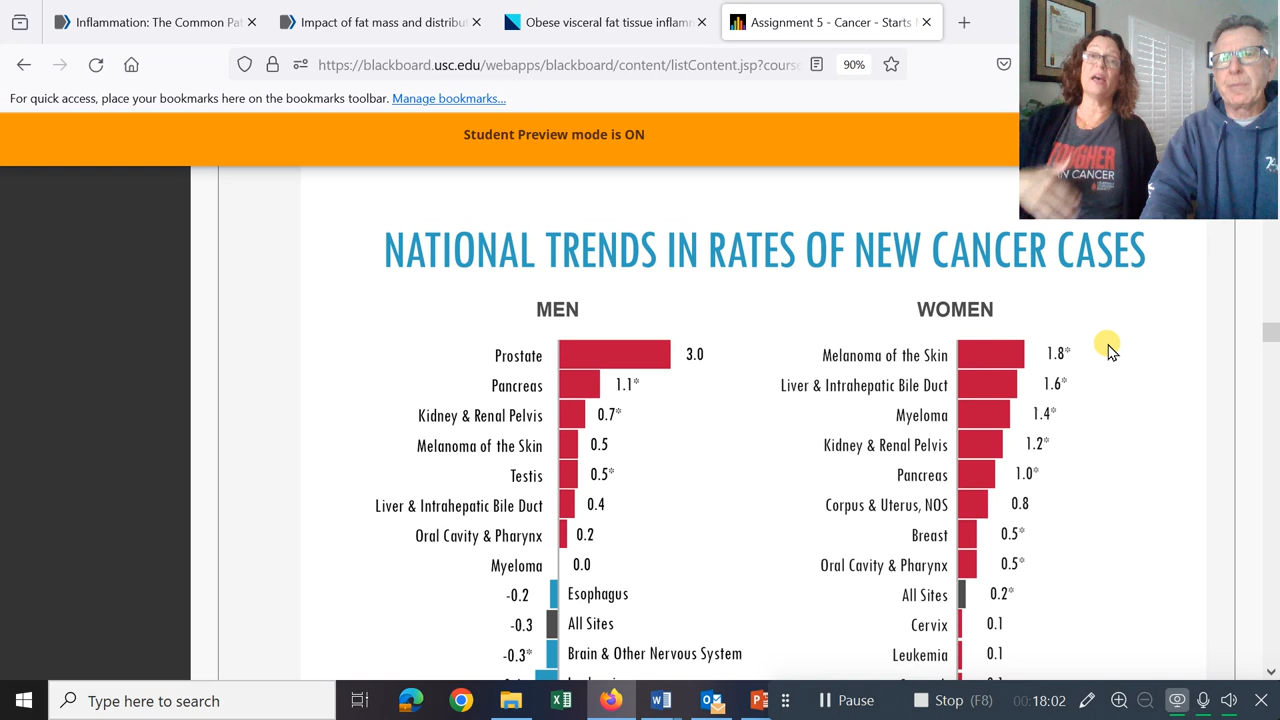 Inflammation: The Common Pa
Impact of fat mass and distribu
Obese visceral fat tissue inflamm
Assignment 5 - Cancer - Starts
https://blackboard.usc.edu/webapps/blackboard/content/listContent.jsp?course
90%
For quick access, place your bookmarks here on the bookmarks toolbar. Manage bookmarks...
Student Preview mode is ON
TOUGHER
CANCER
NATIONAL TRENDS IN RATES OF NEW CANCER CASES
MEN
WOMEN
Prostate 3.0
Melanoma of the Skin 1.8*
Pancreas 1.1*
Liver & Intrahepatic Bile Duct 1.6*
Kidney & Renal Pelvis 0.7*
Myeloma 1.4*
Melanoma of the Skin 0.5
Kidney & Renal Pelvis 1.2*
Testis 0.5*
Pancreas 1.0*
Liver & Intrahepatic Bile Duct 0.4
Corpus & Uterus, NOS 0.8
Oral Cavity & Pharynx 0.2
Breast 0.5*
Myeloma 0.0
Oral Cavity & Pharynx 0.5*
-0.2 Esophagus
All Sites 0.2*
-0.3 All Sites
Cervix 0.1
-0.3* Brain & Other Nervous System
Leukemia 0.1
Type here to search
Pause
Stop (F8)
00:18:02